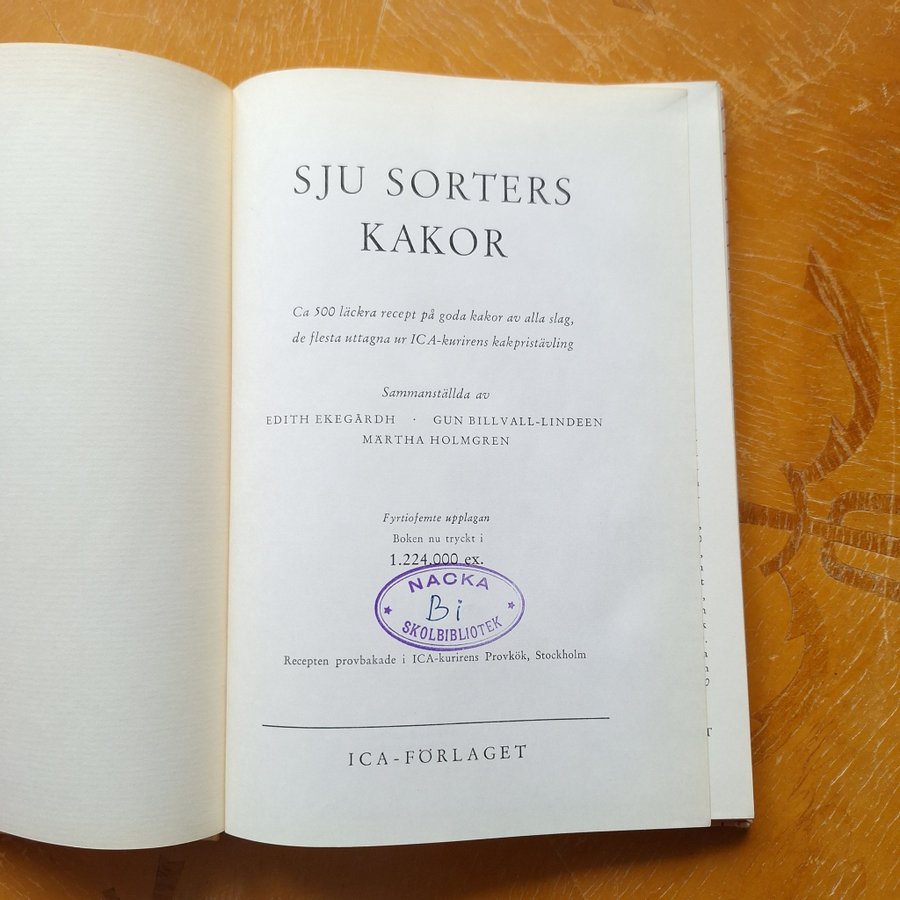 SJU SORTERS
KAKOR
Ca 500 läckra recept på goda kakor av alla slag,
de flesta uttagna ur ICA-kurirens kakpristävling
Sammanställda av
EDITH EKEGÅRDH · GUN BILLVALL-LINDEEN
MÄRTHA HOLMGREN
Fyrtiofemte upplagan
Boken nu tryckt i
1.224.000 ex.
NACKA
Bi
SKOLBIBLIOTEK
Recepten provbakade i ICA-kurirens Provkök, Stockholm
ICA-FÖRLAGET